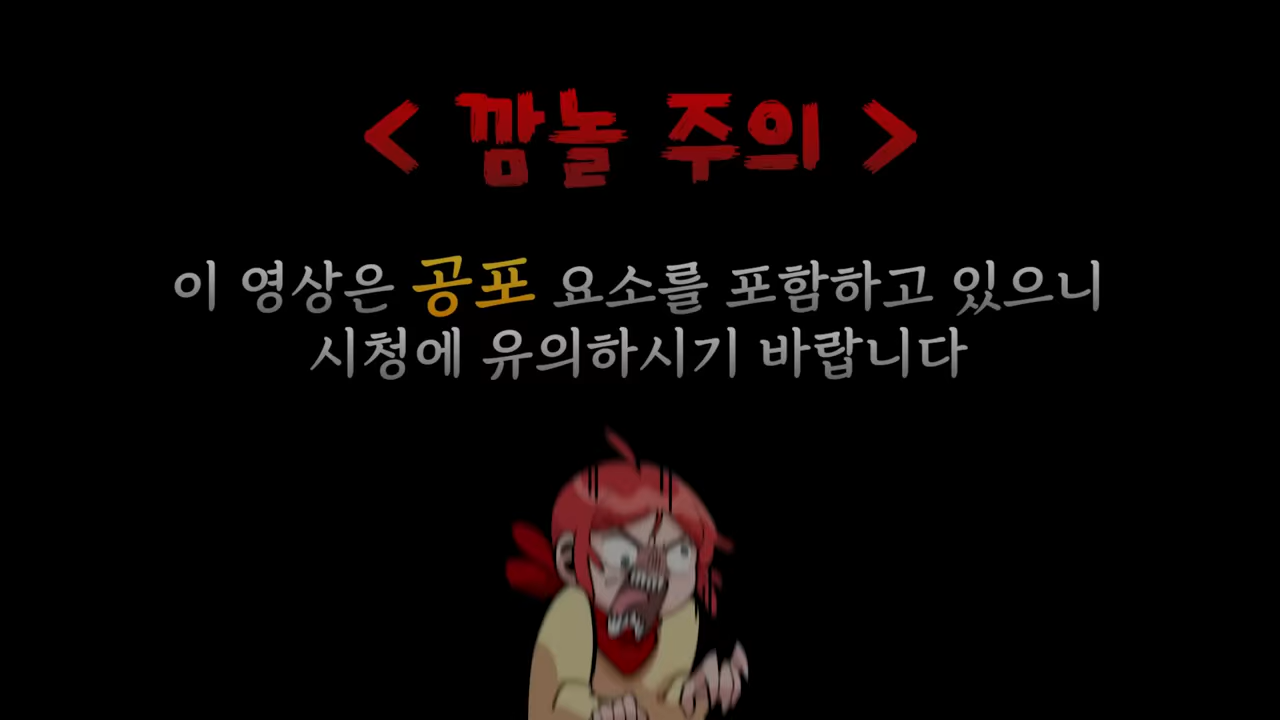 < 깜놀 주의 >
이 영상은 공포 요소를 포함하고 있으니
시청에 유의하시기 바랍니다